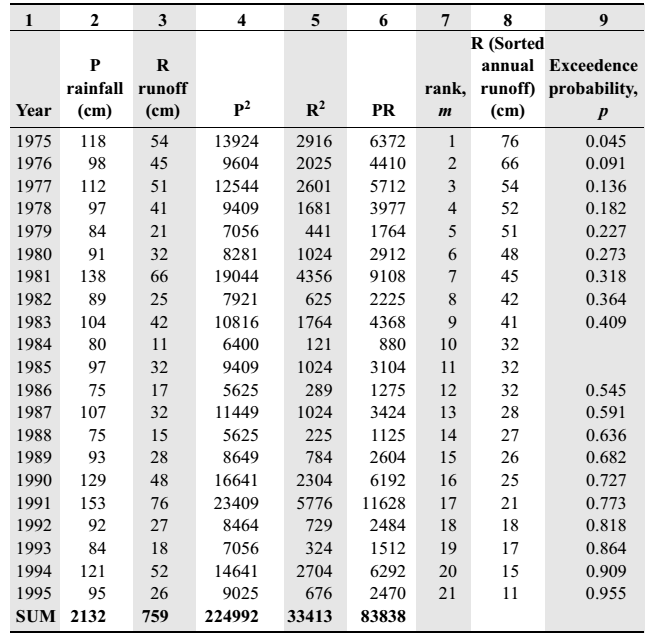 1 2 3 4 5 6 7 8 9
R (Sorted
P R annual Exceedence
rainfall runoff rank, runoff) probability,
Year (cm) (cm) P² R² PR m (cm) p
1975 118 54 13924 2916 6372 1 76 0.045
1976 98 45 9604 2025 4410 2 66 0.091
1977 112 51 12544 2601 5712 3 54 0.136
1978 97 41 9409 1681 3977 4 52 0.182
1979 84 21 7056 441 1764 5 51 0.227
1980 91 32 8281 1024 2912 6 48 0.273
1981 138 66 19044 4356 9108 7 45 0.318
1982 89 25 7921 625 2225 8 42 0.364
1983 104 42 10816 1764 4368 9 41 0.409
1984 80 11 6400 121 880 10 32
1985 97 32 9409 1024 3104 11 32
1986 75 17 5625 289 1275 12 32 0.545
1987 107 32 11449 1024 3424 13 28 0.591
1988 75 15 5625 225 1125 14 27 0.636
1989 93 28 8649 784 2604 15 26 0.682
1990 129 48 16641 2304 6192 16 25 0.727
1991 153 76 23409 5776 11628 17 21 0.773
1992 92 27 8464 729 2484 18 18 0.818
1993 84 18 7056 324 1512 19 17 0.864
1994 121 52 14641 2704 6292 20 15 0.909
1995 95 26 9025 676 2470 21 11 0.955
SUM 2132 759 224992 33413 83838